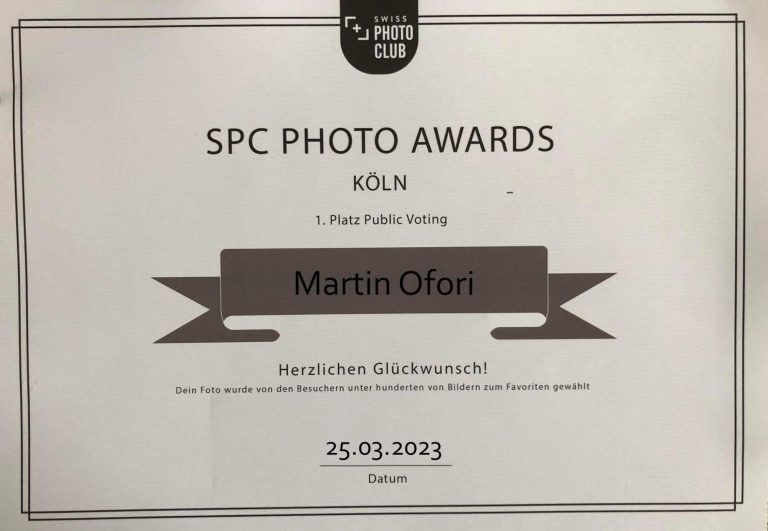 SWISS
PHOTO
CLUB
SPC PHOTO AWARDS
KÖLN
1. Platz Public Voting
Martin Ofori
Herzlichen Glückwunsch!
Dein Foto wurde von den Besuchern unter hunderten von Bildern zum Favoriten gewählt
25.03.2023
Datum